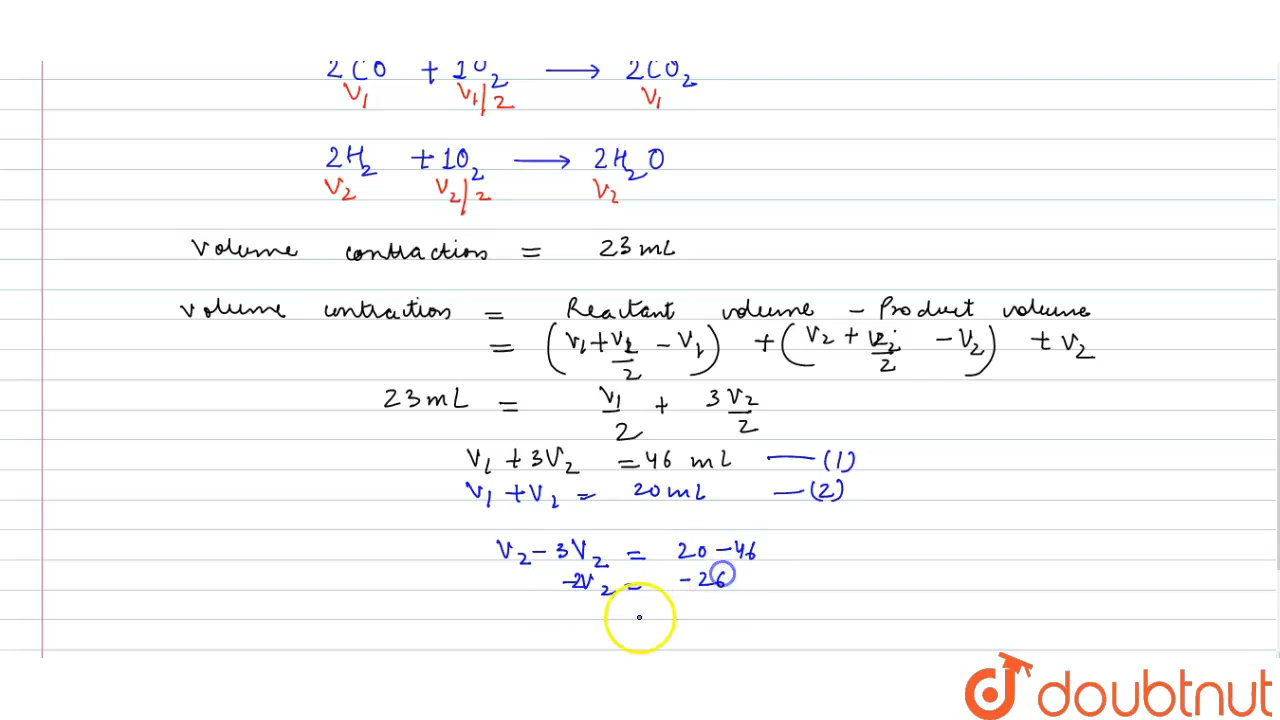 2CO + 1O₂ ⟶ 2CO₂
V₁ V₁/2 V₁
2H₂ + 1O₂ ⟶ 2H₂O
V₂ V₂/2 V₂
Volume contraction = 23 mL
Volume contraction = Reactant volume – Product volume
= (V₁ + V₁/2 – V₁) + (V₂ + V₂/2 – V₂) + V₂
23 mL = V₁/2 + 3V₂/2
V₁ + 3V₂ = 46 mL —(1)
V₁ + V₂ = 20 mL —(2)
V₂ – 3V₂ = 20 – 46
–2V₂ = – 26
doubtnut